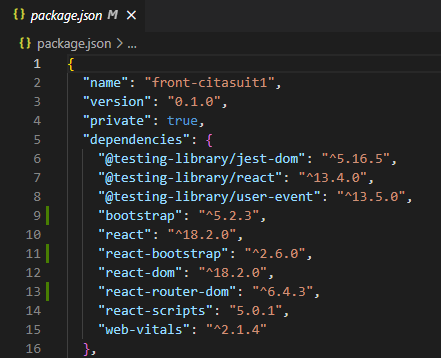 {} package.json M ×
{} package.json > ...
1 {
2 "name": "front-citasuit1",
3 "version": "0.1.0",
4 "private": true,
5 "dependencies": {
6 "@testing-library/jest-dom": "^5.16.5",
7 "@testing-library/react": "^13.4.0",
8 "@testing-library/user-event": "^13.5.0",
9 "bootstrap": "^5.2.3",
10 "react": "^18.2.0",
11 "react-bootstrap": "^2.6.0",
12 "react-dom": "^18.2.0",
13 "react-router-dom": "^6.4.3",
14 "react-scripts": "5.0.1",
15 "web-vitals": "^2.1.4"
16 },